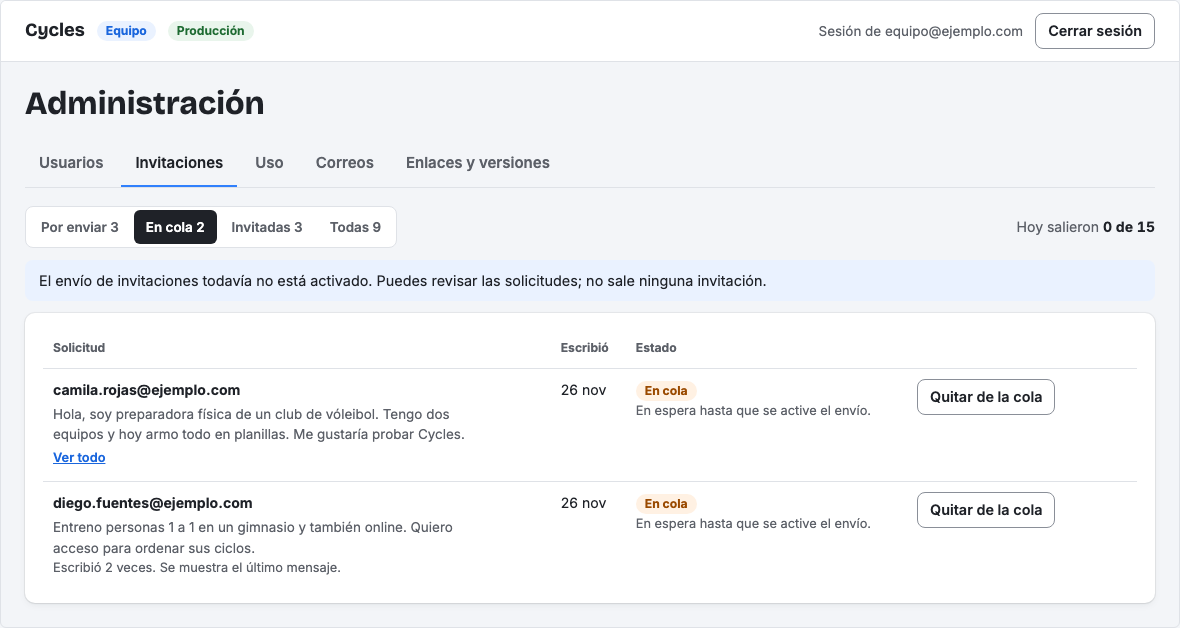 Cycles Equipo Producción Sesión de equipo@ejemplo.com Cerrar sesión
Administración
Usuarios Invitaciones Uso Correos Enlaces y versiones
Por enviar 3 En cola 2 Invitadas 3 Todas 9 Hoy salieron 0 de 15
El envío de invitaciones todavía no está activado. Puedes revisar las solicitudes; no sale ninguna invitación.
Solicitud Escribió Estado
camila.rojas@ejemplo.com 26 nov En cola Quitar de la cola
En espera hasta que se active el envío.
Hola, soy preparadora física de un club de vóleibol. Tengo dos
equipos y hoy armo todo en planillas. Me gustaría probar Cycles.
Ver todo
diego.fuentes@ejemplo.com 26 nov En cola Quitar de la cola
En espera hasta que se active el envío.
Entreno personas 1 a 1 en un gimnasio y también online. Quiero
acceso para ordenar sus ciclos.
Escribió 2 veces. Se muestra el último mensaje.